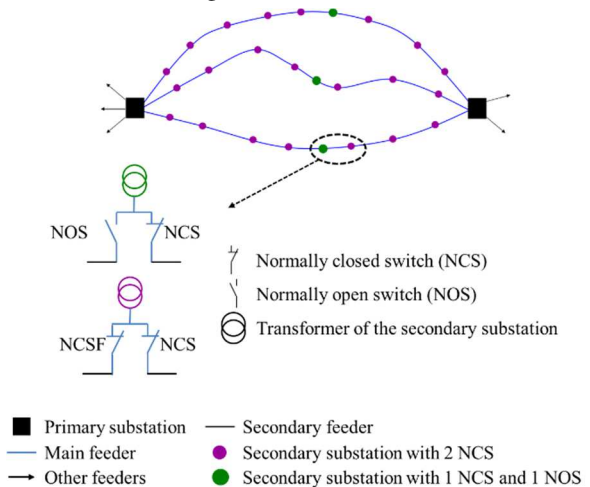 NOS
NCS
Normally closed switch (NCS)
Normally open switch (NOS)
Transformer of the secondary substation
NCSF
NCS
Primary substation
Secondary feeder
Main feeder
Secondary substation with 2 NCS
Other feeders
Secondary substation with 1 NCS and 1 NOS